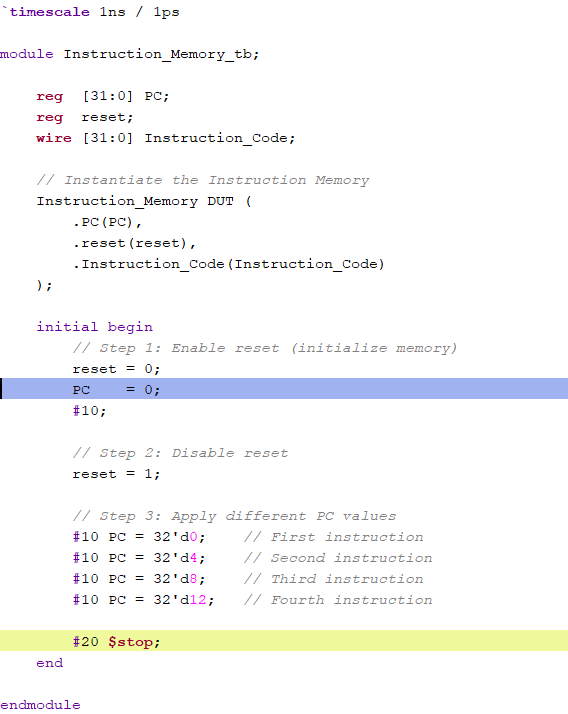 `timescale 1ns / 1ps
module Instruction_Memory_tb;
reg [31:0] PC;
reg reset;
wire [31:0] Instruction_Code;
// Instantiate the Instruction Memory
Instruction_Memory DUT (
.PC(PC),
.reset(reset),
.Instruction_Code(Instruction_Code)
);
initial begin
// Step 1: Enable reset (initialize memory)
reset = 0;
PC    = 0;
#10;
// Step 2: Disable reset
reset = 1;
// Step 3: Apply different PC values
#10 PC = 32'd0;    // First instruction
#10 PC = 32'd4;    // Second instruction
#10 PC = 32'd8;    // Third instruction
#10 PC = 32'd12;   // Fourth instruction
#20 $stop;
end
endmodule